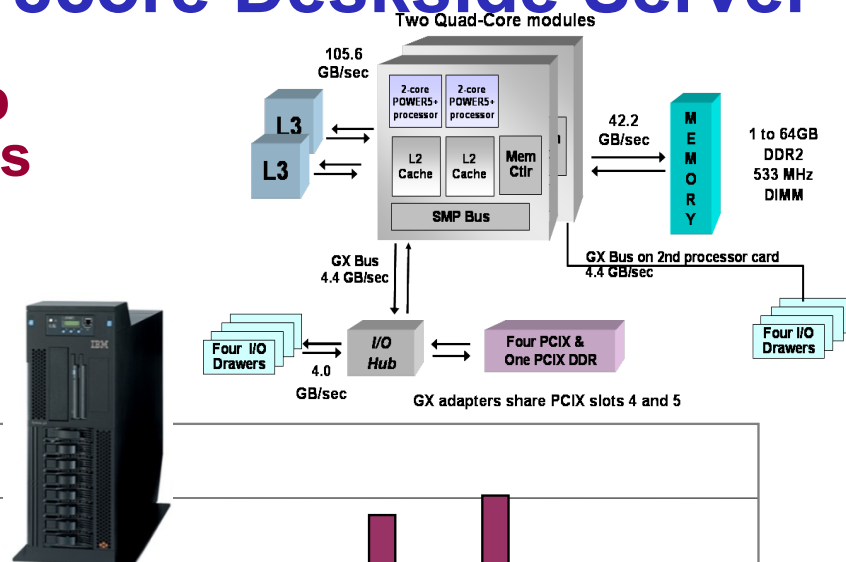 Deskside Server
Two Quad-Core modules
105.6
GB/sec
2-core
POWER5+
processor
2-core
POWER5+
processor
L3
L3
L2
Cache
L2
Cache
Mem
Ctlr
SMP Bus
42.2
GB/sec
M
E
M
O
R
Y
1 to 64GB
DDR2
533 MHz
DIMM
GX Bus
4.4 GB/sec
GX Bus on 2nd processor card
4.4 GB/sec
Four I/O
Drawers
4.0
GB/sec
I/O
Hub
Four PCIX &
One PCIX DDR
Four I/O
Drawers
GX adapters share PCIX slots 4 and 5
IBM